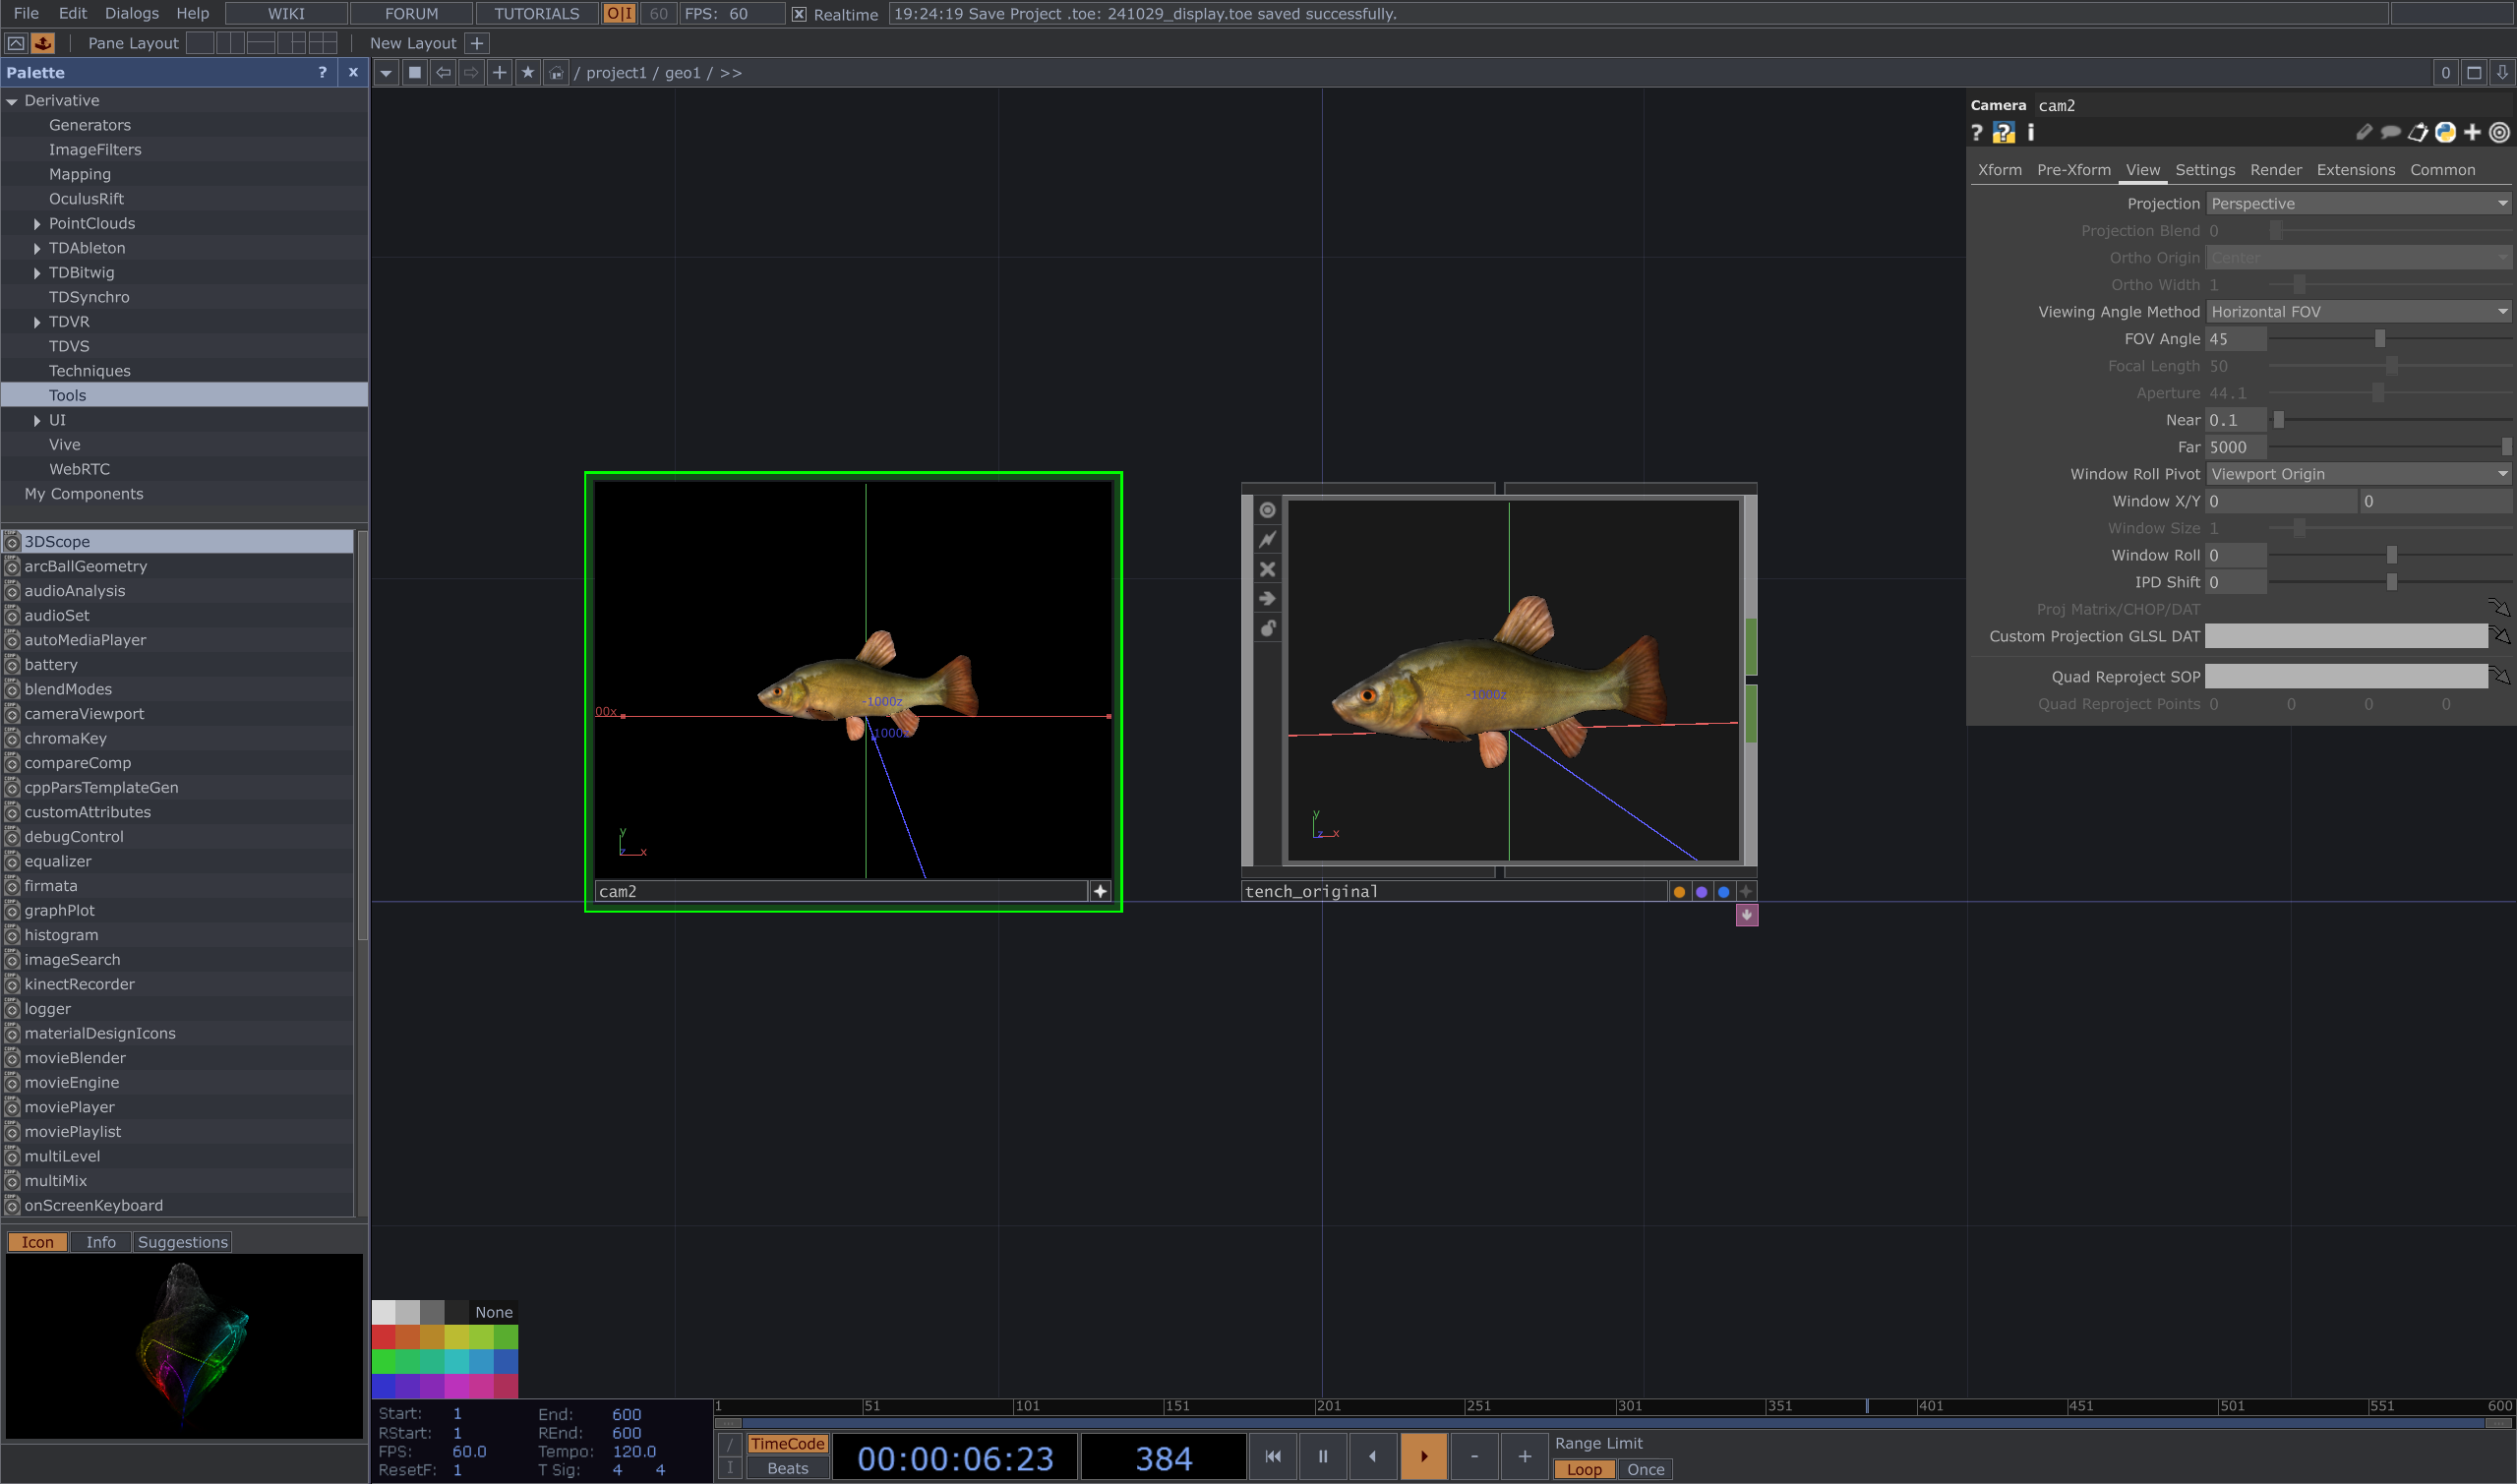 File Edit Dialogs Help WIKI FORUM TUTORIALS O|I 60 FPS: 60 Realtime 19:24:19 Save Project .toe: 241029_display.toe saved successfully.
Pane Layout New Layout +
Palette ? x
/ project1 / geo1 / >> 0
Derivative
Generators
ImageFilters
Mapping
OculusRift
PointClouds
TDAbleton
TDBitwig
TDSynchro
TDVR
TDVS
Techniques
Tools
UI
Vive
WebRTC
My Components
3DScope
arcBallGeometry
audioAnalysis
audioSet
autoMediaPlayer
battery
blendModes
cameraViewport
chromaKey
compareComp
cppParsTemplateGen
customAttributes
debugControl
equalizer
firmata
graphPlot
histogram
imageSearch
kinectRecorder
logger
materialDesignIcons
movieBlender
movieEngine
moviePlayer
moviePlaylist
multiLevel
multiMix
onScreenKeyboard
Icon Info Suggestions
00x
-1000z
1000z
y
z x
cam2
-1000z
y
z x
tench_original
Camera cam2
? ? i
Xform Pre-Xform View Settings Render Extensions Common
Projection Perspective
Projection Blend 0
Ortho Origin Center
Ortho Width 1
Viewing Angle Method Horizontal FOV
FOV Angle 45
Focal Length 50
Aperture 44.1
Near 0.1
Far 5000
Window Roll Pivot Viewport Origin
Window X/Y 0 0
Window Size 1
Window Roll 0
IPD Shift 0
Proj Matrix/CHOP/DAT
Custom Projection GLSL DAT
Quad Reproject SOP
Quad Reproject Points 0 0 0 0
None
Start: 1 End: 600
RStart: 1 REnd: 600
FPS: 60.0 Tempo: 120.0
ResetF: 1 T Sig: 4 4
1 51 101 151 201 251 301 351 401 451 501 551 600
/ TimeCode
I Beats
00:00:06:23 384 - +
Range Limit
Loop Once